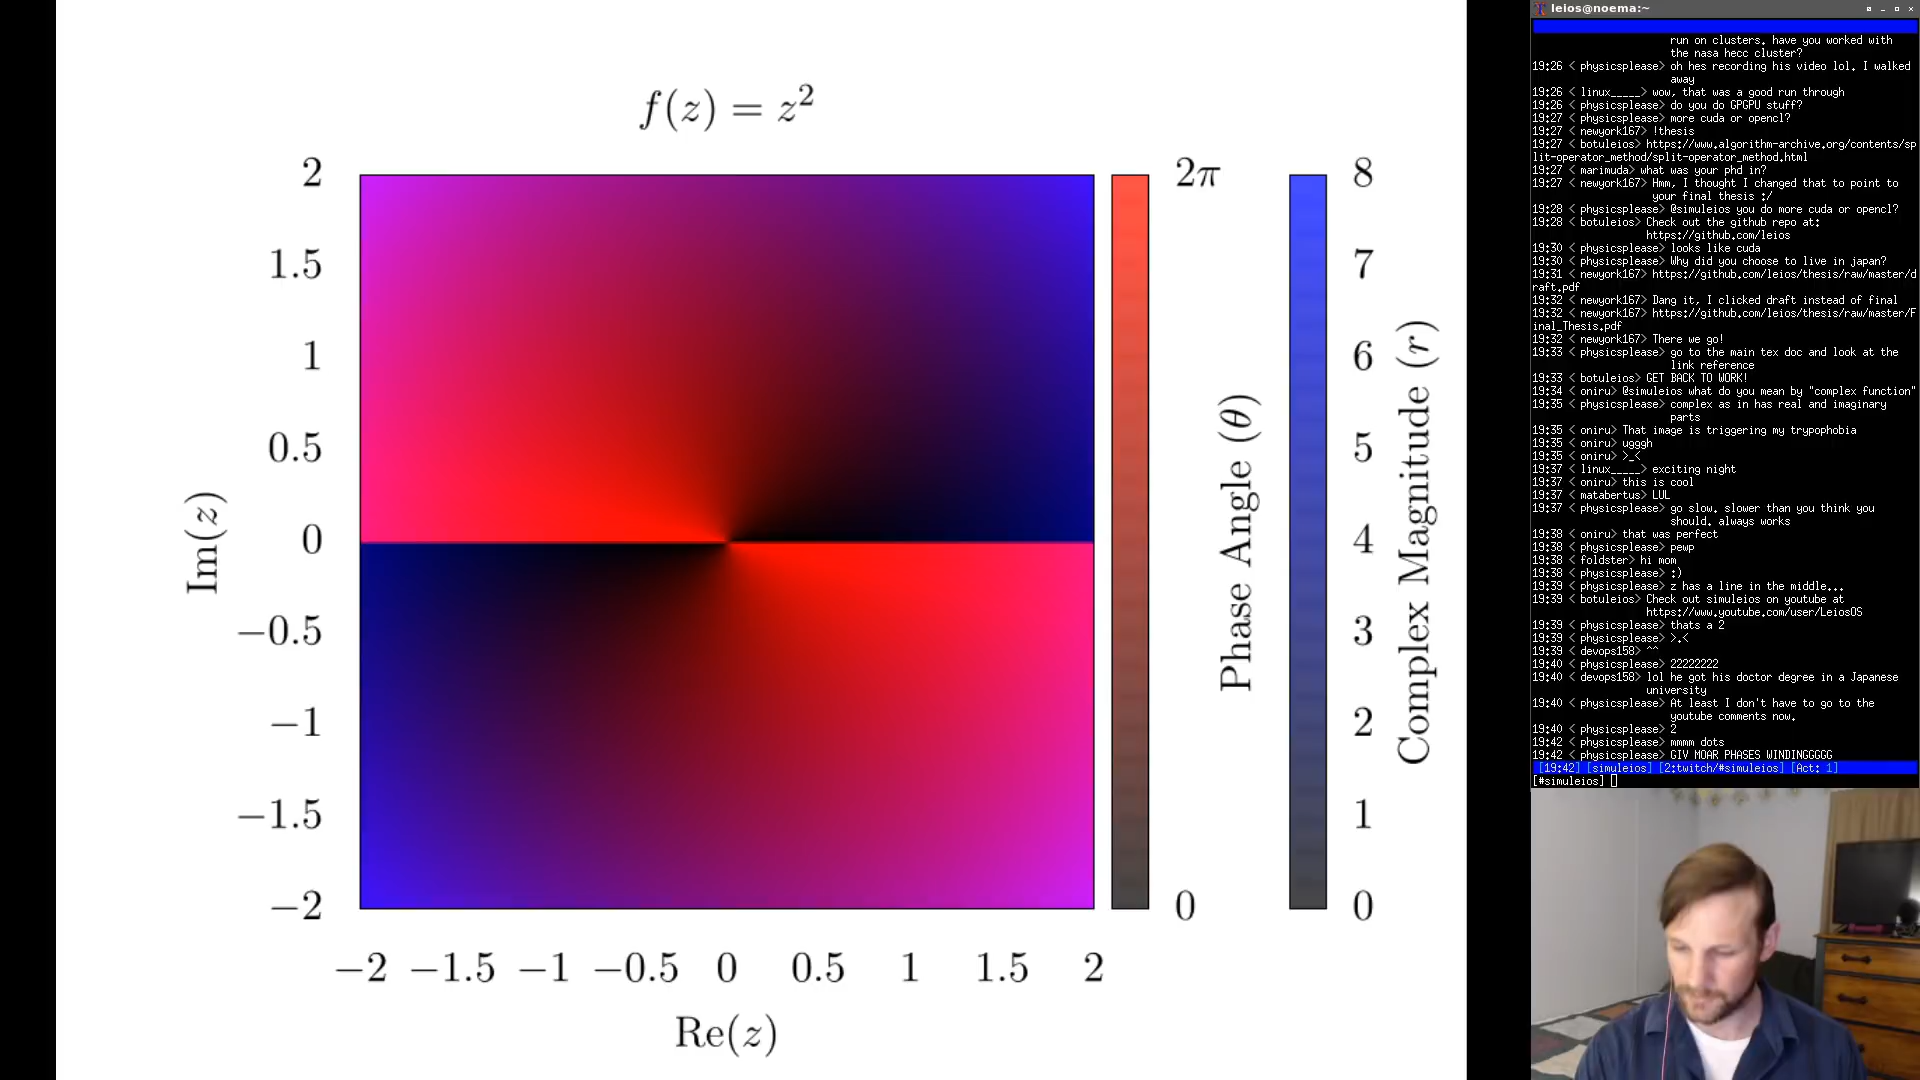 f(z) = z²
2
1.5
1
0.5
0
−0.5
−1
−1.5
−2
Im(z)
−2 −1.5 −1 −0.5 0 0.5 1 1.5 2
Re(z)
2π
0
Phase Angle (θ)
8
7
6
5
4
3
2
1
0
Complex Magnitude (r)
leios@noema:~
run on clusters. have you worked with
the nasa hecc cluster?
19:26 < physicsplease> oh hes recording his video lol. I walked
away
19:26 < linux_____> wow, that was a good run through
19:26 < physicsplease> do you do GPGPU stuff?
19:27 < physicsplease> more cuda or opencl?
19:27 < newyork167> !thesis
19:27 < botuleios> https://www.algorithm-archive.org/contents/sp
lit-operator_method/split-operator_method.html
19:27 < marimuda> what was your phd in?
19:27 < newyork167> Hmm, I thought I changed that to point to
your final thesis :/
19:28 < physicsplease> @simuleios you do more cuda or opencl?
19:28 < botuleios> Check out the github repo at:
https://github.com/leios
19:30 < physicsplease> looks like cuda
19:30 < physicsplease> Why did you choose to live in japan?
19:31 < newyork167> https://github.com/leios/thesis/raw/master/d
raft.pdf
19:32 < newyork167> Dang it, I clicked draft instead of final
19:32 < newyork167> https://github.com/leios/thesis/raw/master/F
inal_Thesis.pdf
19:32 < newyork167> There we go!
19:33 < physicsplease> go to the main tex doc and look at the
link reference
19:33 < botuleios> GET BACK TO WORK!
19:34 < oniru> @simuleios what do you mean by "complex function"
19:35 < physicsplease> complex as in has real and imaginary
parts
19:35 < oniru> That image is triggering my trypophobia
19:35 < oniru> ugggh
19:35 < oniru> >_<
19:37 < linux_____> exciting night
19:37 < oniru> this is cool
19:37 < matabertus> LUL
19:37 < physicsplease> go slow. slower than you think you
should. always works
19:38 < oniru> that was perfect
19:38 < physicsplease> pewp
19:38 < foldster> hi mom
19:38 < physicsplease> :)
19:39 < physicsplease> z has a line in the middle...
19:39 < botuleios> Check out simuleios on youtube at
https://www.youtube.com/user/LeiosOS
19:39 < physicsplease> thats a 2
19:39 < physicsplease> >.<
19:39 < devops158> ^^
19:40 < physicsplease> 22222222
19:40 < devops158> lol he got his doctor degree in a Japanese
university
19:40 < physicsplease> At least I don't have to go to the
youtube comments now.
19:40 < physicsplease> 2
19:42 < physicsplease> mmmm dots
19:42 < physicsplease> GIV MOAR PHASES WINDINGGGGG
[19:42] [simuleios] [2:twitch/#simuleios] [Act: 1]
[#simuleios]